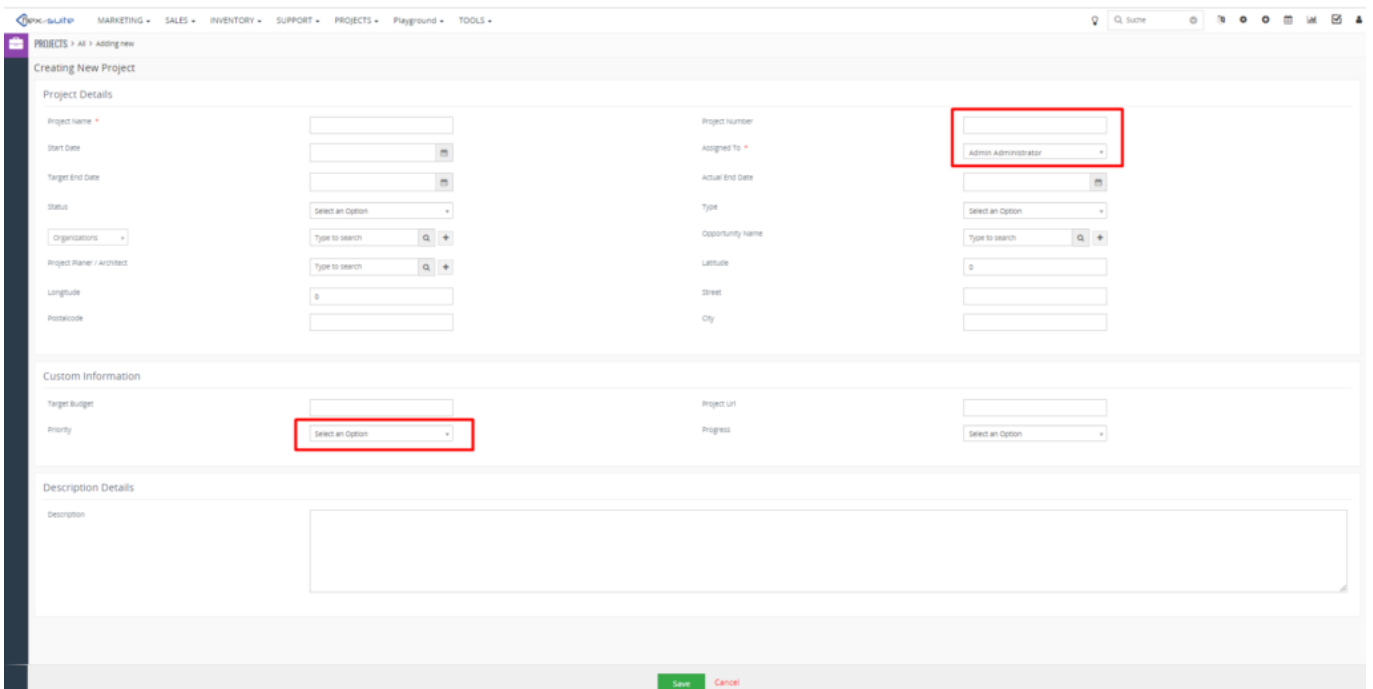 nex-suite MARKETING SALES INVENTORY SUPPORT PROJECTS Playground TOOLS Suche
PROJECTS > All > Adding new
Creating New Project
Project Details
Project Name * Project Number
Start Date Assigned To * Admin Administrator
Target End Date Actual End Date
Status Select an Option Type Select an Option
Organizations Type to search Opportunity Name Type to search
Project Planer / Architect Type to search Latitude 0
Longitude 0 Street
Postalcode City
Custom Information
Target Budget Project Url
Priority Select an Option Progress Select an Option
Description Details
Description
Save Cancel